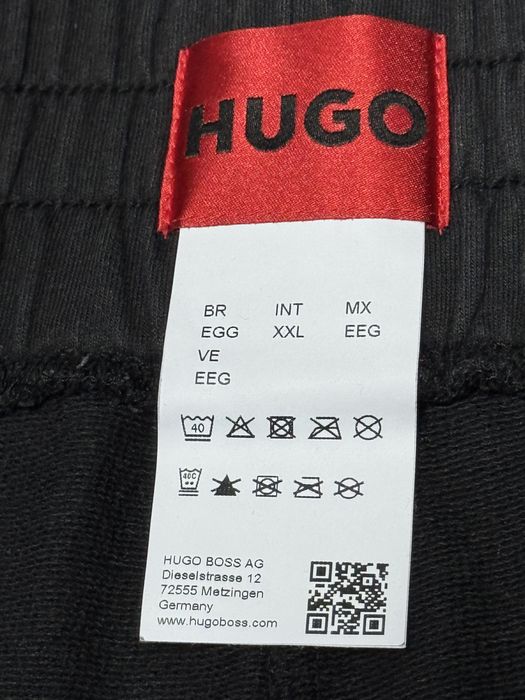 HUGO
BR INT MX
EGG XXL EEG
VE
EEG
40
40C
HUGO BOSS AG
Dieselstrasse 12
72555 Metzingen
Germany
www.hugoboss.com